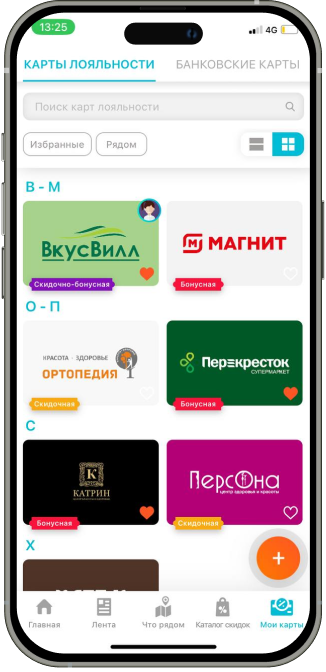 13:25
4G
КАРТЫ ЛОЯЛЬНОСТИ БАНКОВСКИЕ КАРТЫ
Поиск карт лояльности
Избранные Рядом
В - М
ВкусВилл
Скидочно-бонусная
МАГНИТ
Бонусная
О - П
КРАСОТА · ЗДОРОВЬЕ
ОРТОПЕДИЯ
Скидочная
Перекресток
СУПЕРМАРКЕТ
Бонусная
С
К
КАТРИН
Бонусная
ПерсОна
центр здоровья и красоты
Скидочная
Х
+
Главная Лента Что рядом Каталог скидок Мои карты